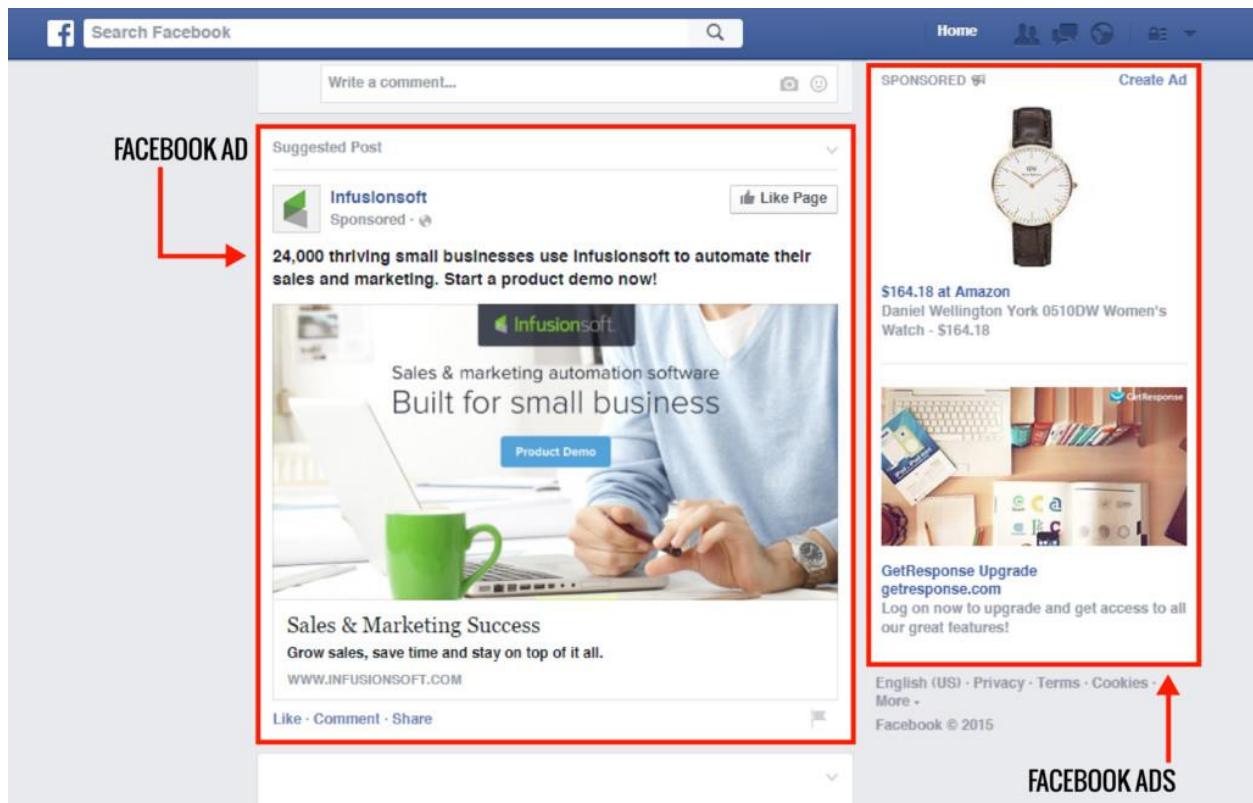 Search Facebook
Home
Write a comment...
SPONSORED
Create Ad
FACEBOOK AD
Suggested Post
Infusionsoft
Sponsored ·
Like Page
24,000 thriving small businesses use Infusionsoft to automate their
sales and marketing. Start a product demo now!
Infusionsoft.
Sales & marketing automation software
Built for small business
Product Demo
Sales & Marketing Success
Grow sales, save time and stay on top of it all.
WWW.INFUSIONSOFT.COM
Like · Comment · Share
$164.18 at Amazon
Daniel Wellington York 0510DW Women's
Watch - $164.18
GetResponse
GetResponse Upgrade
getresponse.com
Log on now to upgrade and get access to all
our great features!
English (US) · Privacy · Terms · Cookies ·
More
Facebook © 2015
FACEBOOK ADS